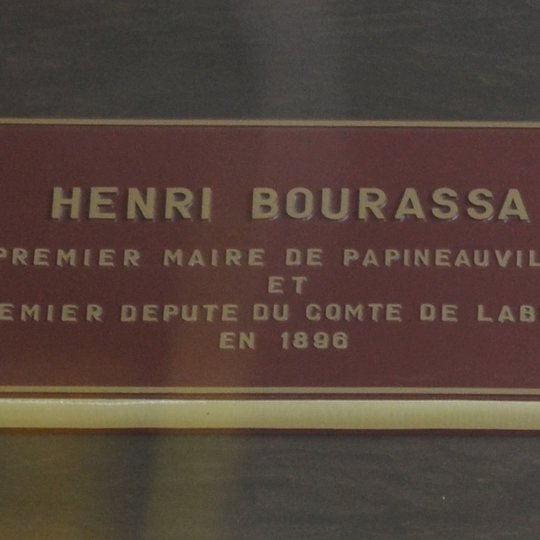 HENRI BOURASSA
PREMIER MAIRE DE PAPINEAUVIL
ET
EMIER DEPUTE DU COMTE DE LAB
EN 1896